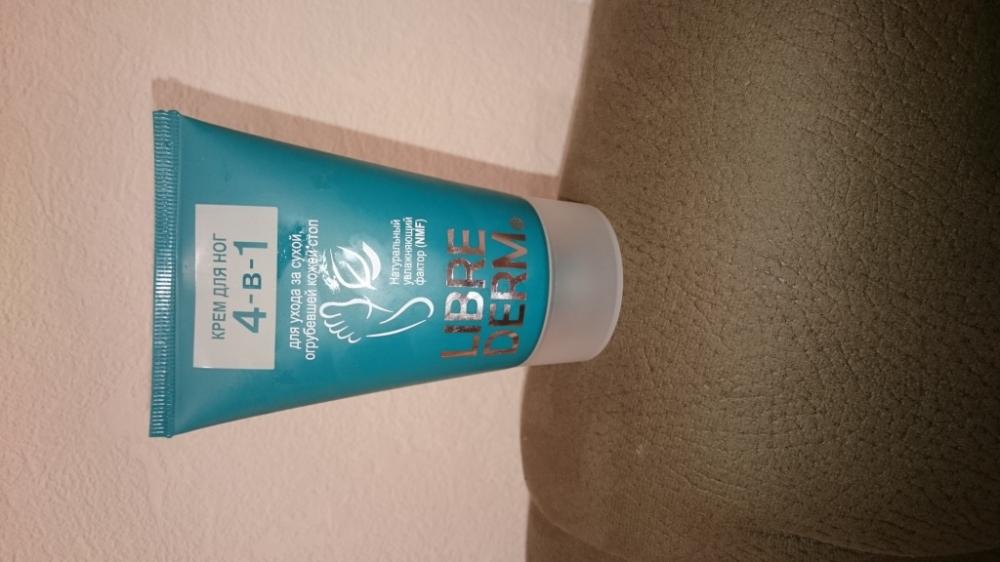 КРЕМ ДЛЯ НОГ
4-в-1
для ухода за сухой,
огрубевшей кожей стоп
Натуральный
увлажняющий
фактор (NMF)
LIBRE
DERM®